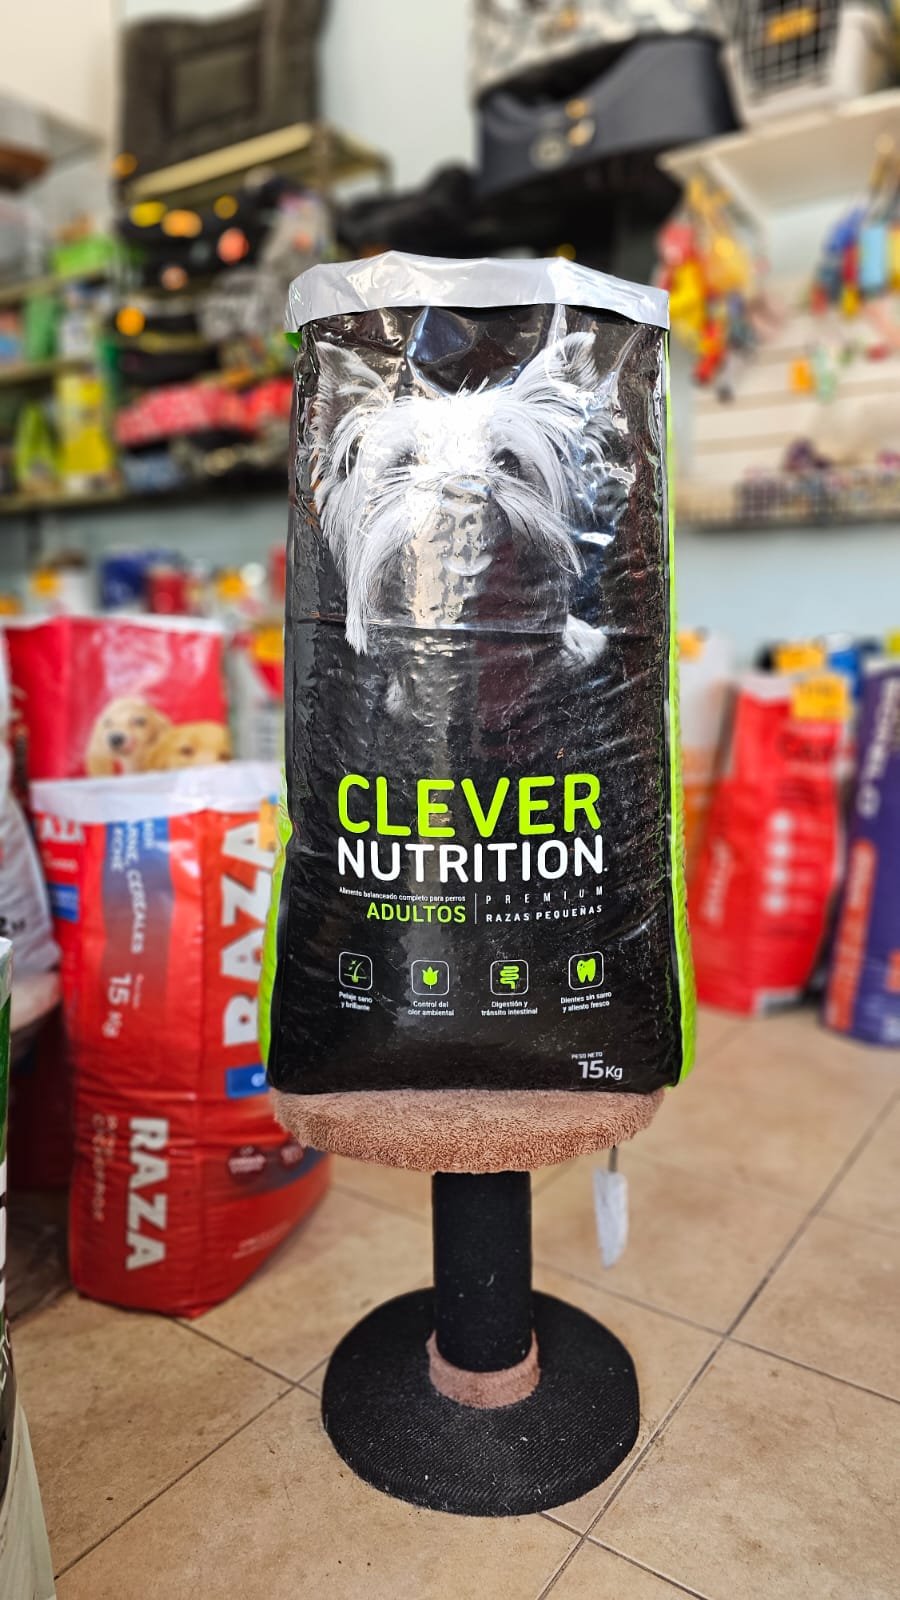 CLEVER
NUTRITION
Alimento balanceado completo para perros
ADULTOS
PREMIUM
RAZAS PEQUEÑAS
Pelaje sano
y brillante
Control del
olor ambiental
Digestión y
tránsito intestinal
Dientes sin sarro
y aliento fresco
PESO NETO
15Kg
RAZA
CEREALES
15 Kg
RAZA